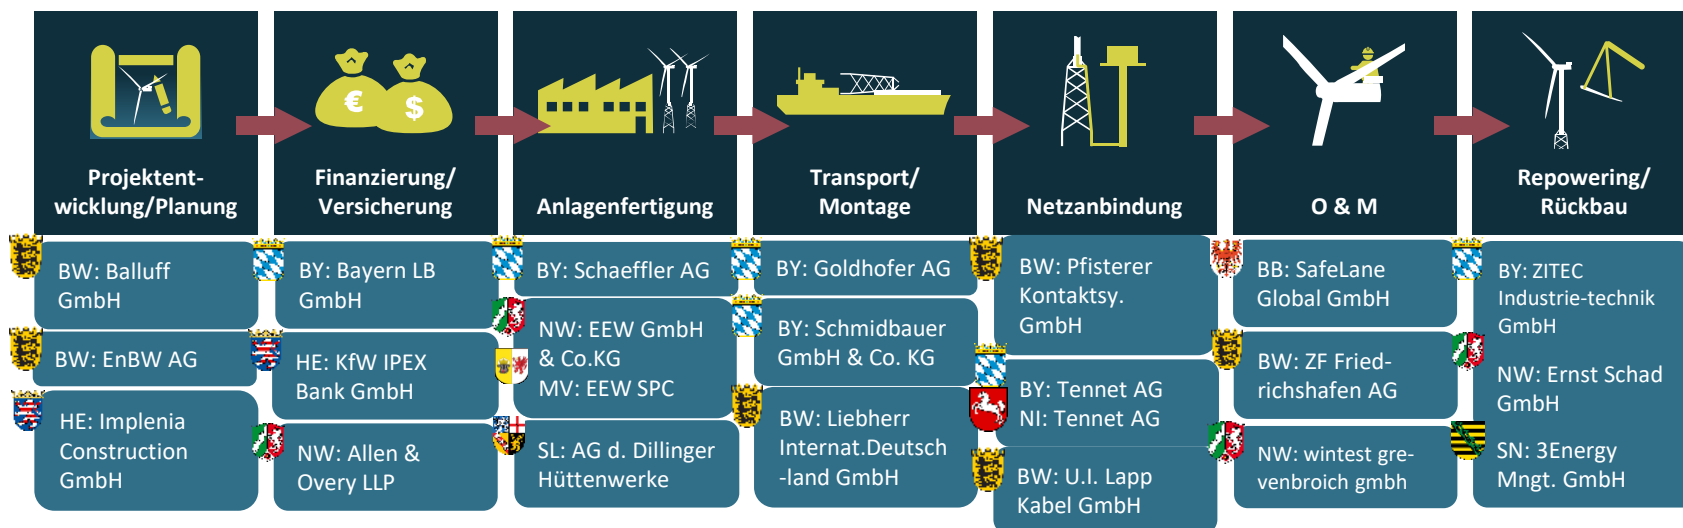 €
$
Projektent-
wicklung/Planung
Finanzierung/
Versicherung
Anlagenfertigung
Transport/
Montage
Netzanbindung
O & M
Repowering/
Rückbau
BW: Balluff
GmbH
BW: EnBW AG
HE: Implenia
Construction
GmbH
BY: Bayern LB
GmbH
HE: KfW IPEX
Bank GmbH
NW: Allen &
Overy LLP
BY: Schaeffler AG
NW: EEW GmbH
& Co.KG
MV: EEW SPC
SL: AG d. Dillinger
Hüttenwerke
BY: Goldhofer AG
BY: Schmidbauer
GmbH & Co. KG
BW: Liebherr
Internat.Deutsch
-land GmbH
BW: Pfisterer
Kontaktsy.
GmbH
BY: Tennet AG
NI: Tennet AG
BW: U.I. Lapp
Kabel GmbH
BB: SafeLane
Global GmbH
BW: ZF Fried-
richshafen AG
NW: wintest gre-
venbroich gmbh
BY: ZITEC
Industrie-technik
GmbH
NW: Ernst Schad
GmbH
SN: 3Energy
Mngt. GmbH